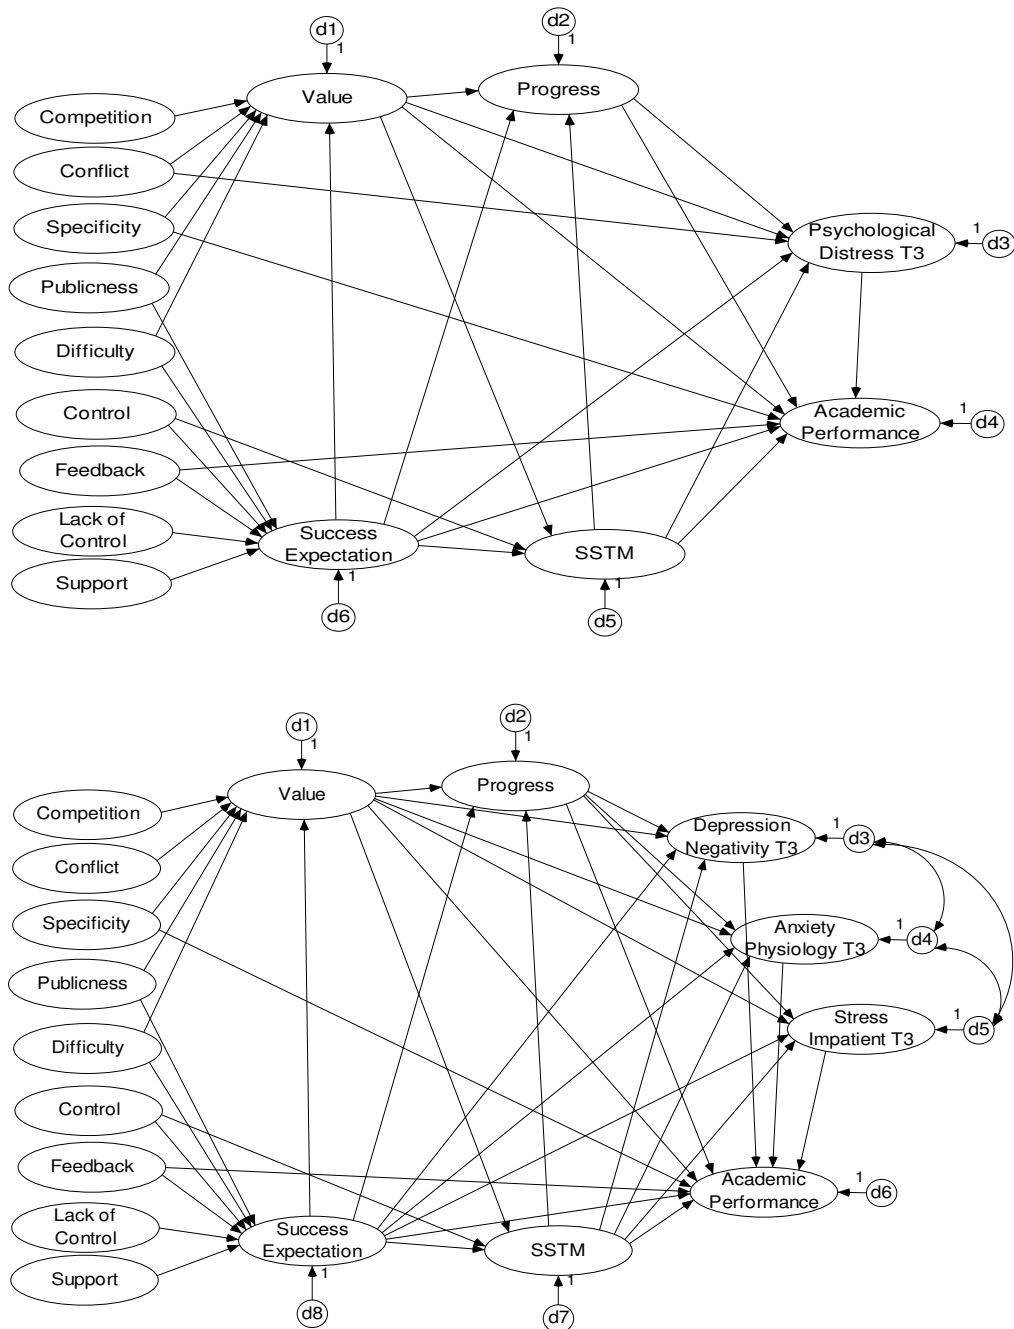 d1
1
d2
1
Value
Progress
Competition
Conflict
Specificity
Publicness
Difficulty
Control
Feedback
Lack of
Control
Support
Psychological
Distress T3
1
d3
Academic
Performance
1
d4
Success
Expectation
1
d6
SSTM
1
d5
d1
1
d2
1
Value
Progress
Competition
Conflict
Specificity
Publicness
Difficulty
Control
Feedback
Lack of
Control
Support
Depression
Negativity T3
1
d3
Anxiety
Physiology T3
1
d4
Stress
Impatient T3
1
d5
Academic
Performance
1
d6
Success
Expectation
1
d8
SSTM
1
d7